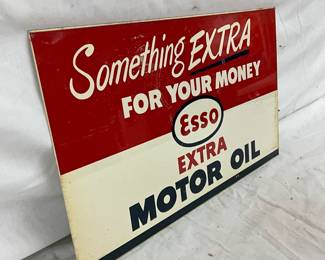 Something EXTRA
FOR YOUR MONEY
Esso
EXTRA
MOTOR OIL